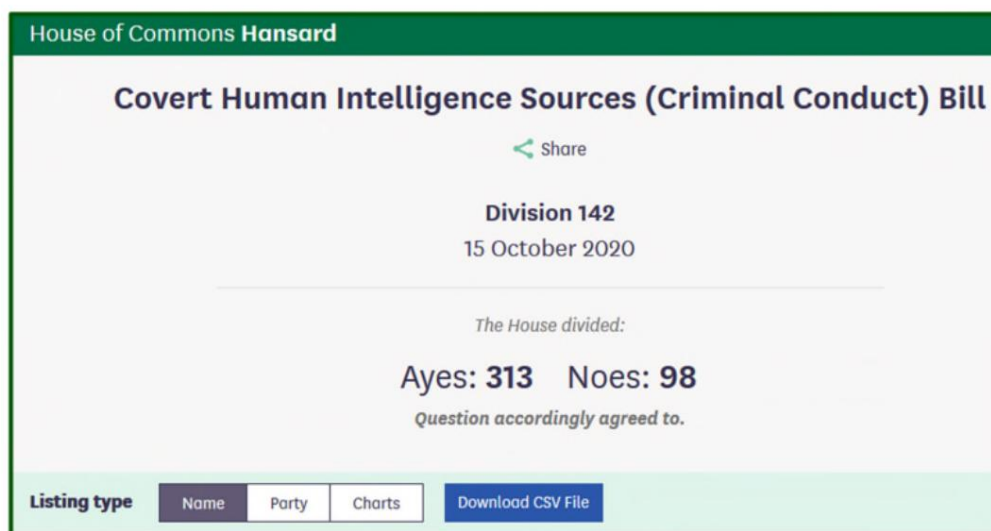 House of Commons Hansard
Covert Human Intelligence Sources (Criminal Conduct) Bill
Share
Division 142
15 October 2020
The House divided:
Ayes: 313 Noes: 98
Question accordingly agreed to.
Listing type Name Party Charts Download CSV File